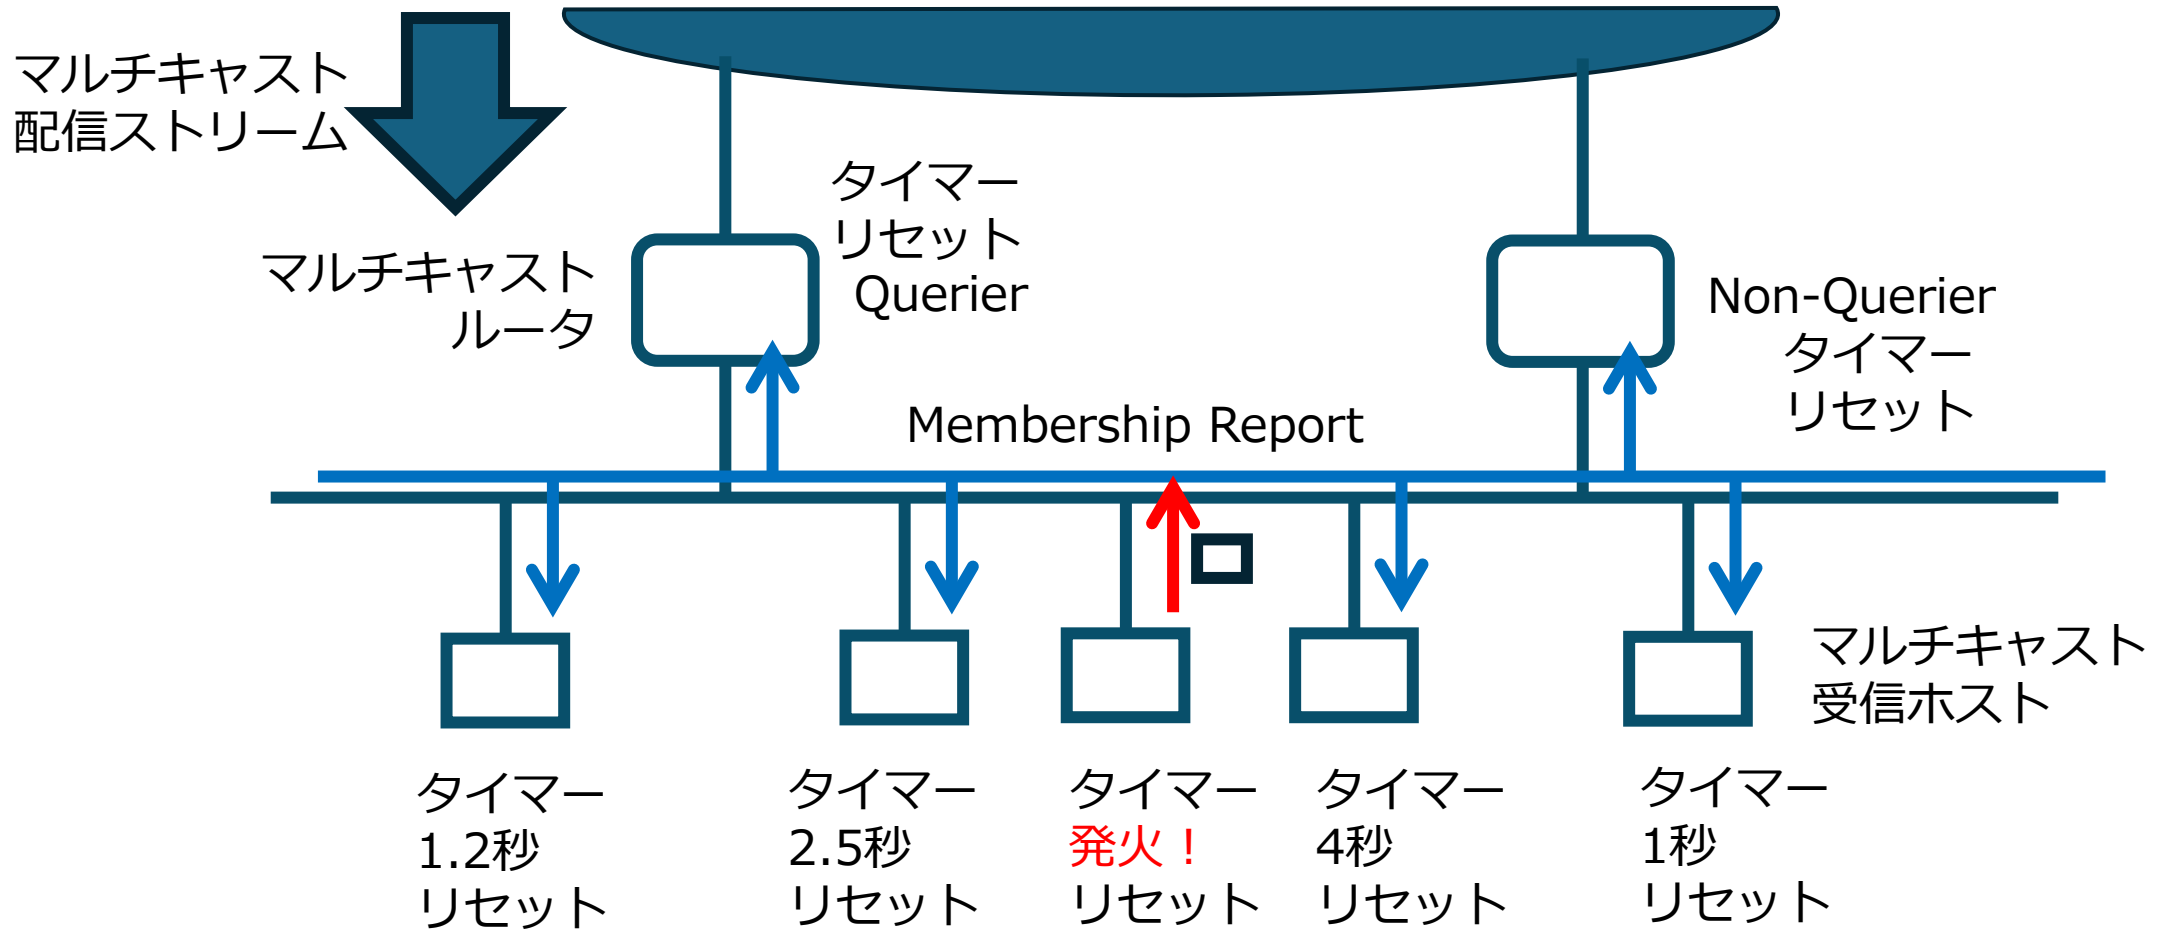 マルチキャスト
配信ストリーム
タイマー
リセット
Querier
マルチキャスト
ルータ
Non-Querier
タイマー
リセット
Membership Report
マルチキャスト
受信ホスト
タイマー
1.2秒
リセット
タイマー
2.5秒
リセット
タイマー
発火！
リセット
タイマー
4秒
リセット
タイマー
1秒
リセット